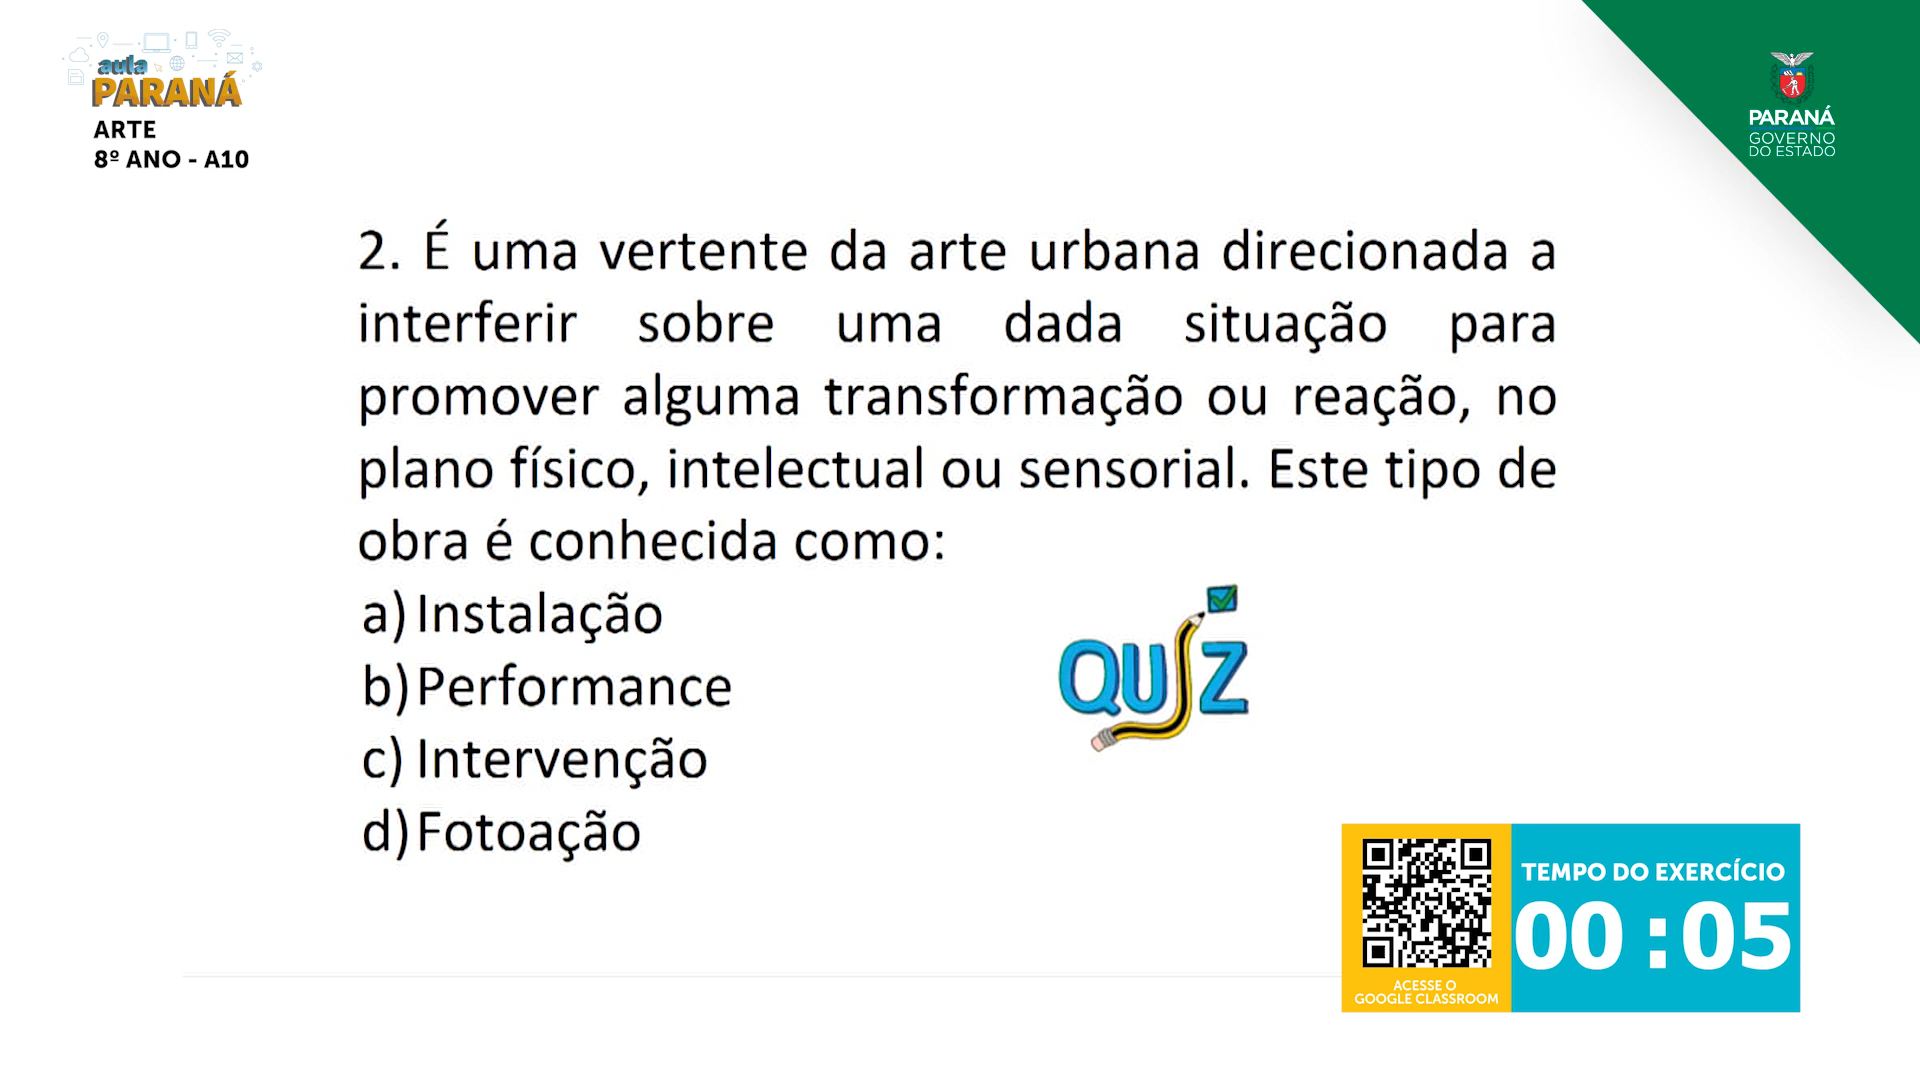 aula
PARANÁ
ARTE
8º ANO - A10
PARANÁ
GOVERNO
DO ESTADO
2. É uma vertente da arte urbana direcionada a
interferir sobre uma dada situação para
promover alguma transformação ou reação, no
plano físico, intelectual ou sensorial. Este tipo de
obra é conhecida como:
a) Instalação
b) Performance
c) Intervenção
d) Fotoação
QUIZ
TEMPO DO EXERCÍCIO
00:05
ACESSE O
GOOGLE CLASSROOM